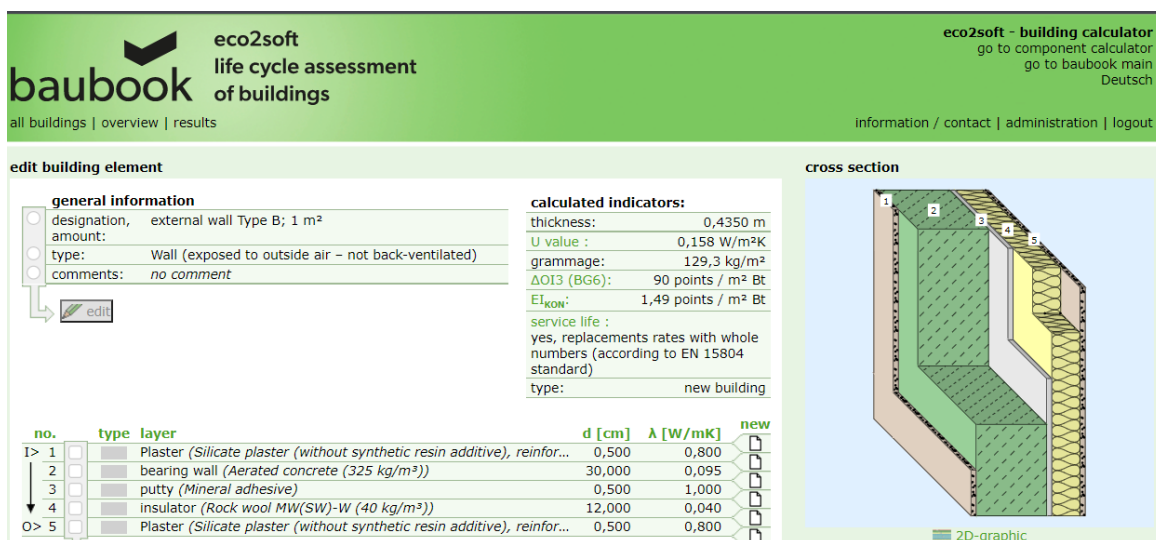 baubook
eco2soft
life cycle assessment
of buildings
eco2soft - building calculator
go to component calculator
go to baubook main
Deutsch
all buildings | overview | results
information / contact | administration | logout
edit building element
general information
designation, amount: external wall Type B; 1 m²
type: Wall (exposed to outside air – not back-ventilated)
comments: no comment
edit
calculated indicators:
thickness: 0,4350 m
U value : 0,158 W/m²K
grammage: 129,3 kg/m²
ΔOI3 (BG6): 90 points / m² Bt
EIKON: 1,49 points / m² Bt
service life :
yes, replacements rates with whole
numbers (according to EN 15804
standard)
type: new building
no. type layer d [cm] λ [W/mK] new
I> 1 Plaster (Silicate plaster (without synthetic resin additive), reinfor... 0,500 0,800
2 bearing wall (Aerated concrete (325 kg/m³)) 30,000 0,095
3 putty (Mineral adhesive) 0,500 1,000
4 insulator (Rock wool MW(SW)-W (40 kg/m³)) 12,000 0,040
O> 5 Plaster (Silicate plaster (without synthetic resin additive), reinfor... 0,500 0,800
cross section
1
2
3
4
5
2D-graphic